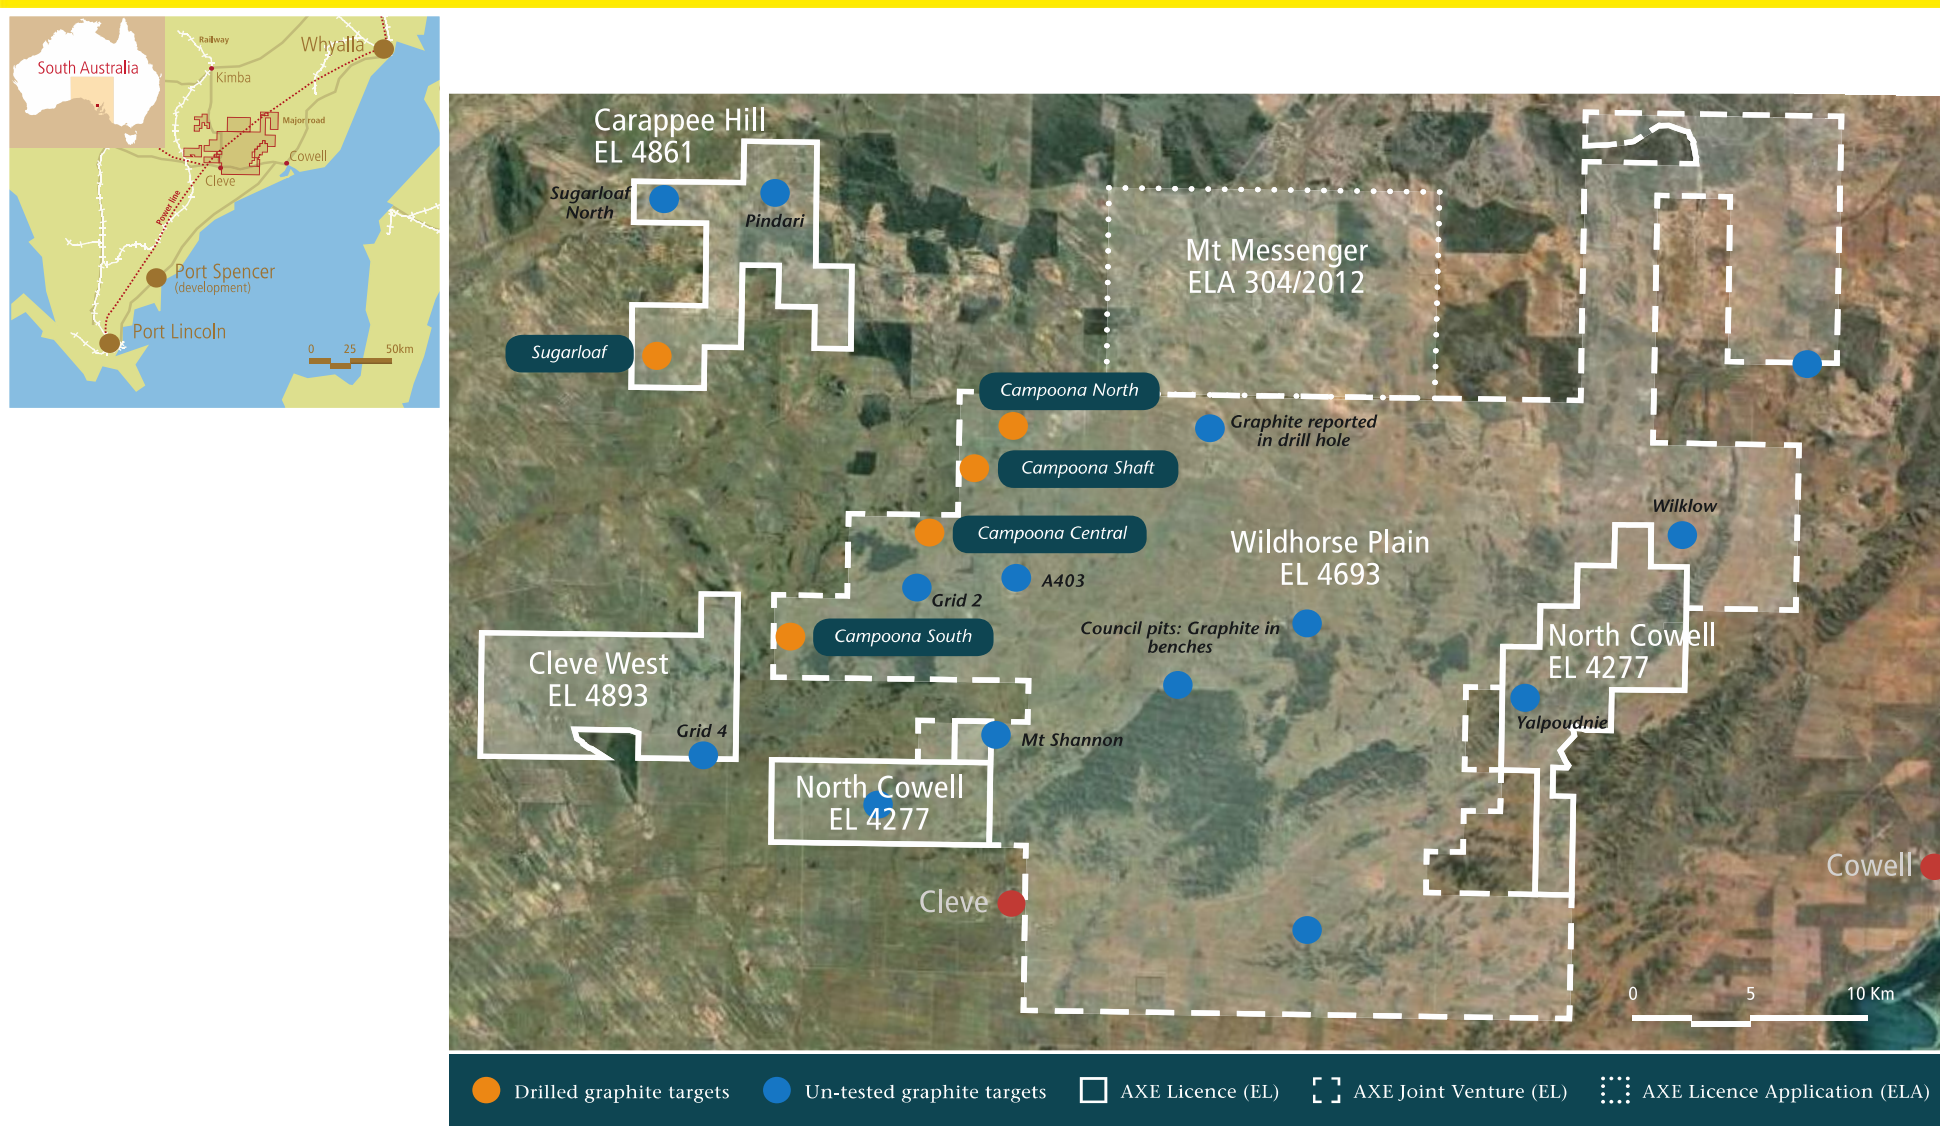 Railway
Whyalla
South Australia
Kimba
Major road
Cowell
Cleve
Power line
Port Spencer
(development)
Port Lincoln
0 25 50km
Carappee Hill
EL 4861
Sugarloaf
North
Pindari
Mt Messenger
ELA 304/2012
Sugarloaf
Campoona North
Graphite reported
in drill hole
Campoona Shaft
Wilklow
Campoona Central
Wildhorse Plain
EL 4693
A403
Grid 2
Council pits: Graphite in
benches
Campoona South
North Cowell
EL 4277
Cleve West
EL 4893
Yalpoudnie
Grid 4
Mt Shannon
North Cowell
EL 4277
Cowell
Cleve
0 5 10 Km
Drilled graphite targets
Un-tested graphite targets
AXE Licence (EL)
AXE Joint Venture (EL)
AXE Licence Application (ELA)